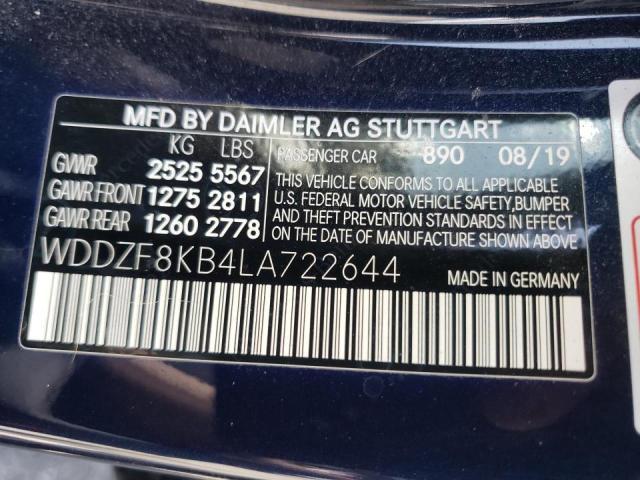 MFD BY DAIMLER AG STUTTGART
KG LBS
GVWR 2525 5567
GAWR FRONT 1275 2811
GAWR REAR 1260 2778
PASSENGER CAR 890 08/19
THIS VEHICLE CONFORMS TO ALL APPLICABLE
U.S. FEDERAL MOTOR VEHICLE SAFETY,BUMPER
AND THEFT PREVENTION STANDARDS IN EFFECT
ON THE DATE OF MANUFACTURE SHOWN ABOVE.
WDDZF8KB4LA722644
MADE IN GERMANY